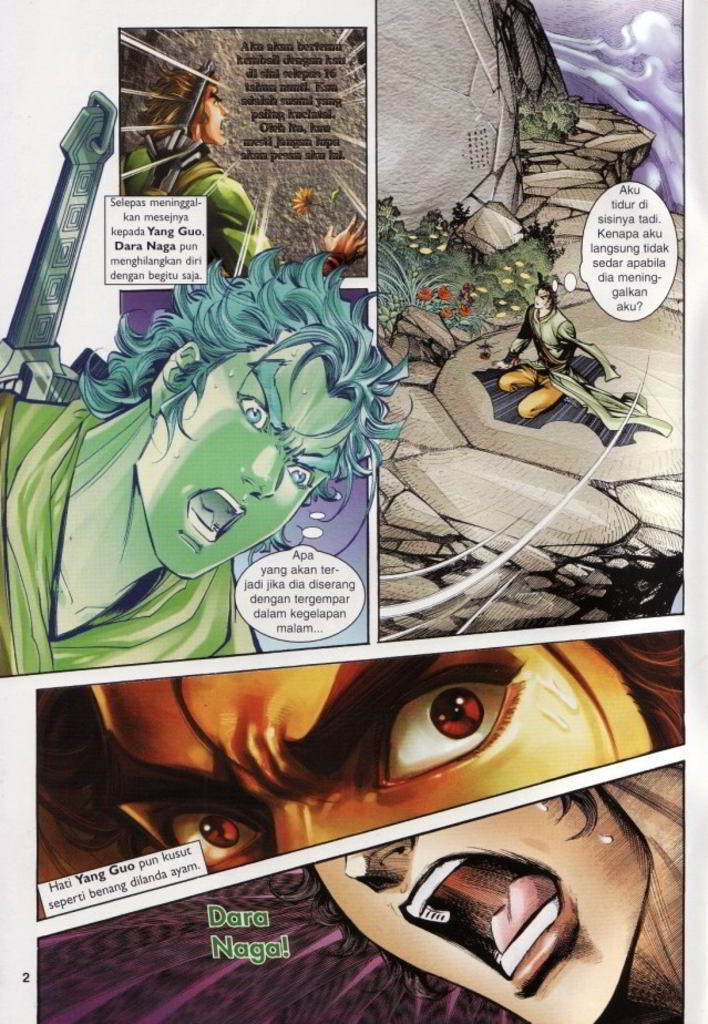 Aku akan bertemu
kembali dengan kau
di sini selepas 16
tahun nanti. Kau
adalah suami yang
paling kucintai.
Oleh itu, kau
mesti jangan lupa
akan pesan aku ini.
Selepas meninggal-
kan mesejnya
kepada Yang Guo,
Dara Naga pun
menghilangkan diri
dengan begitu saja.
Aku
tidur di
sisinya tadi.
Kenapa aku
langsung tidak
sedar apabila
dia mening-
galkan
aku?
Apa
yang akan ter-
jadi jika dia diserang
dengan tergempar
dalam kegelapan
malam...
Hati Yang Guo pun kusut
seperti benang dilanda ayam.
Dara
Naga!
2